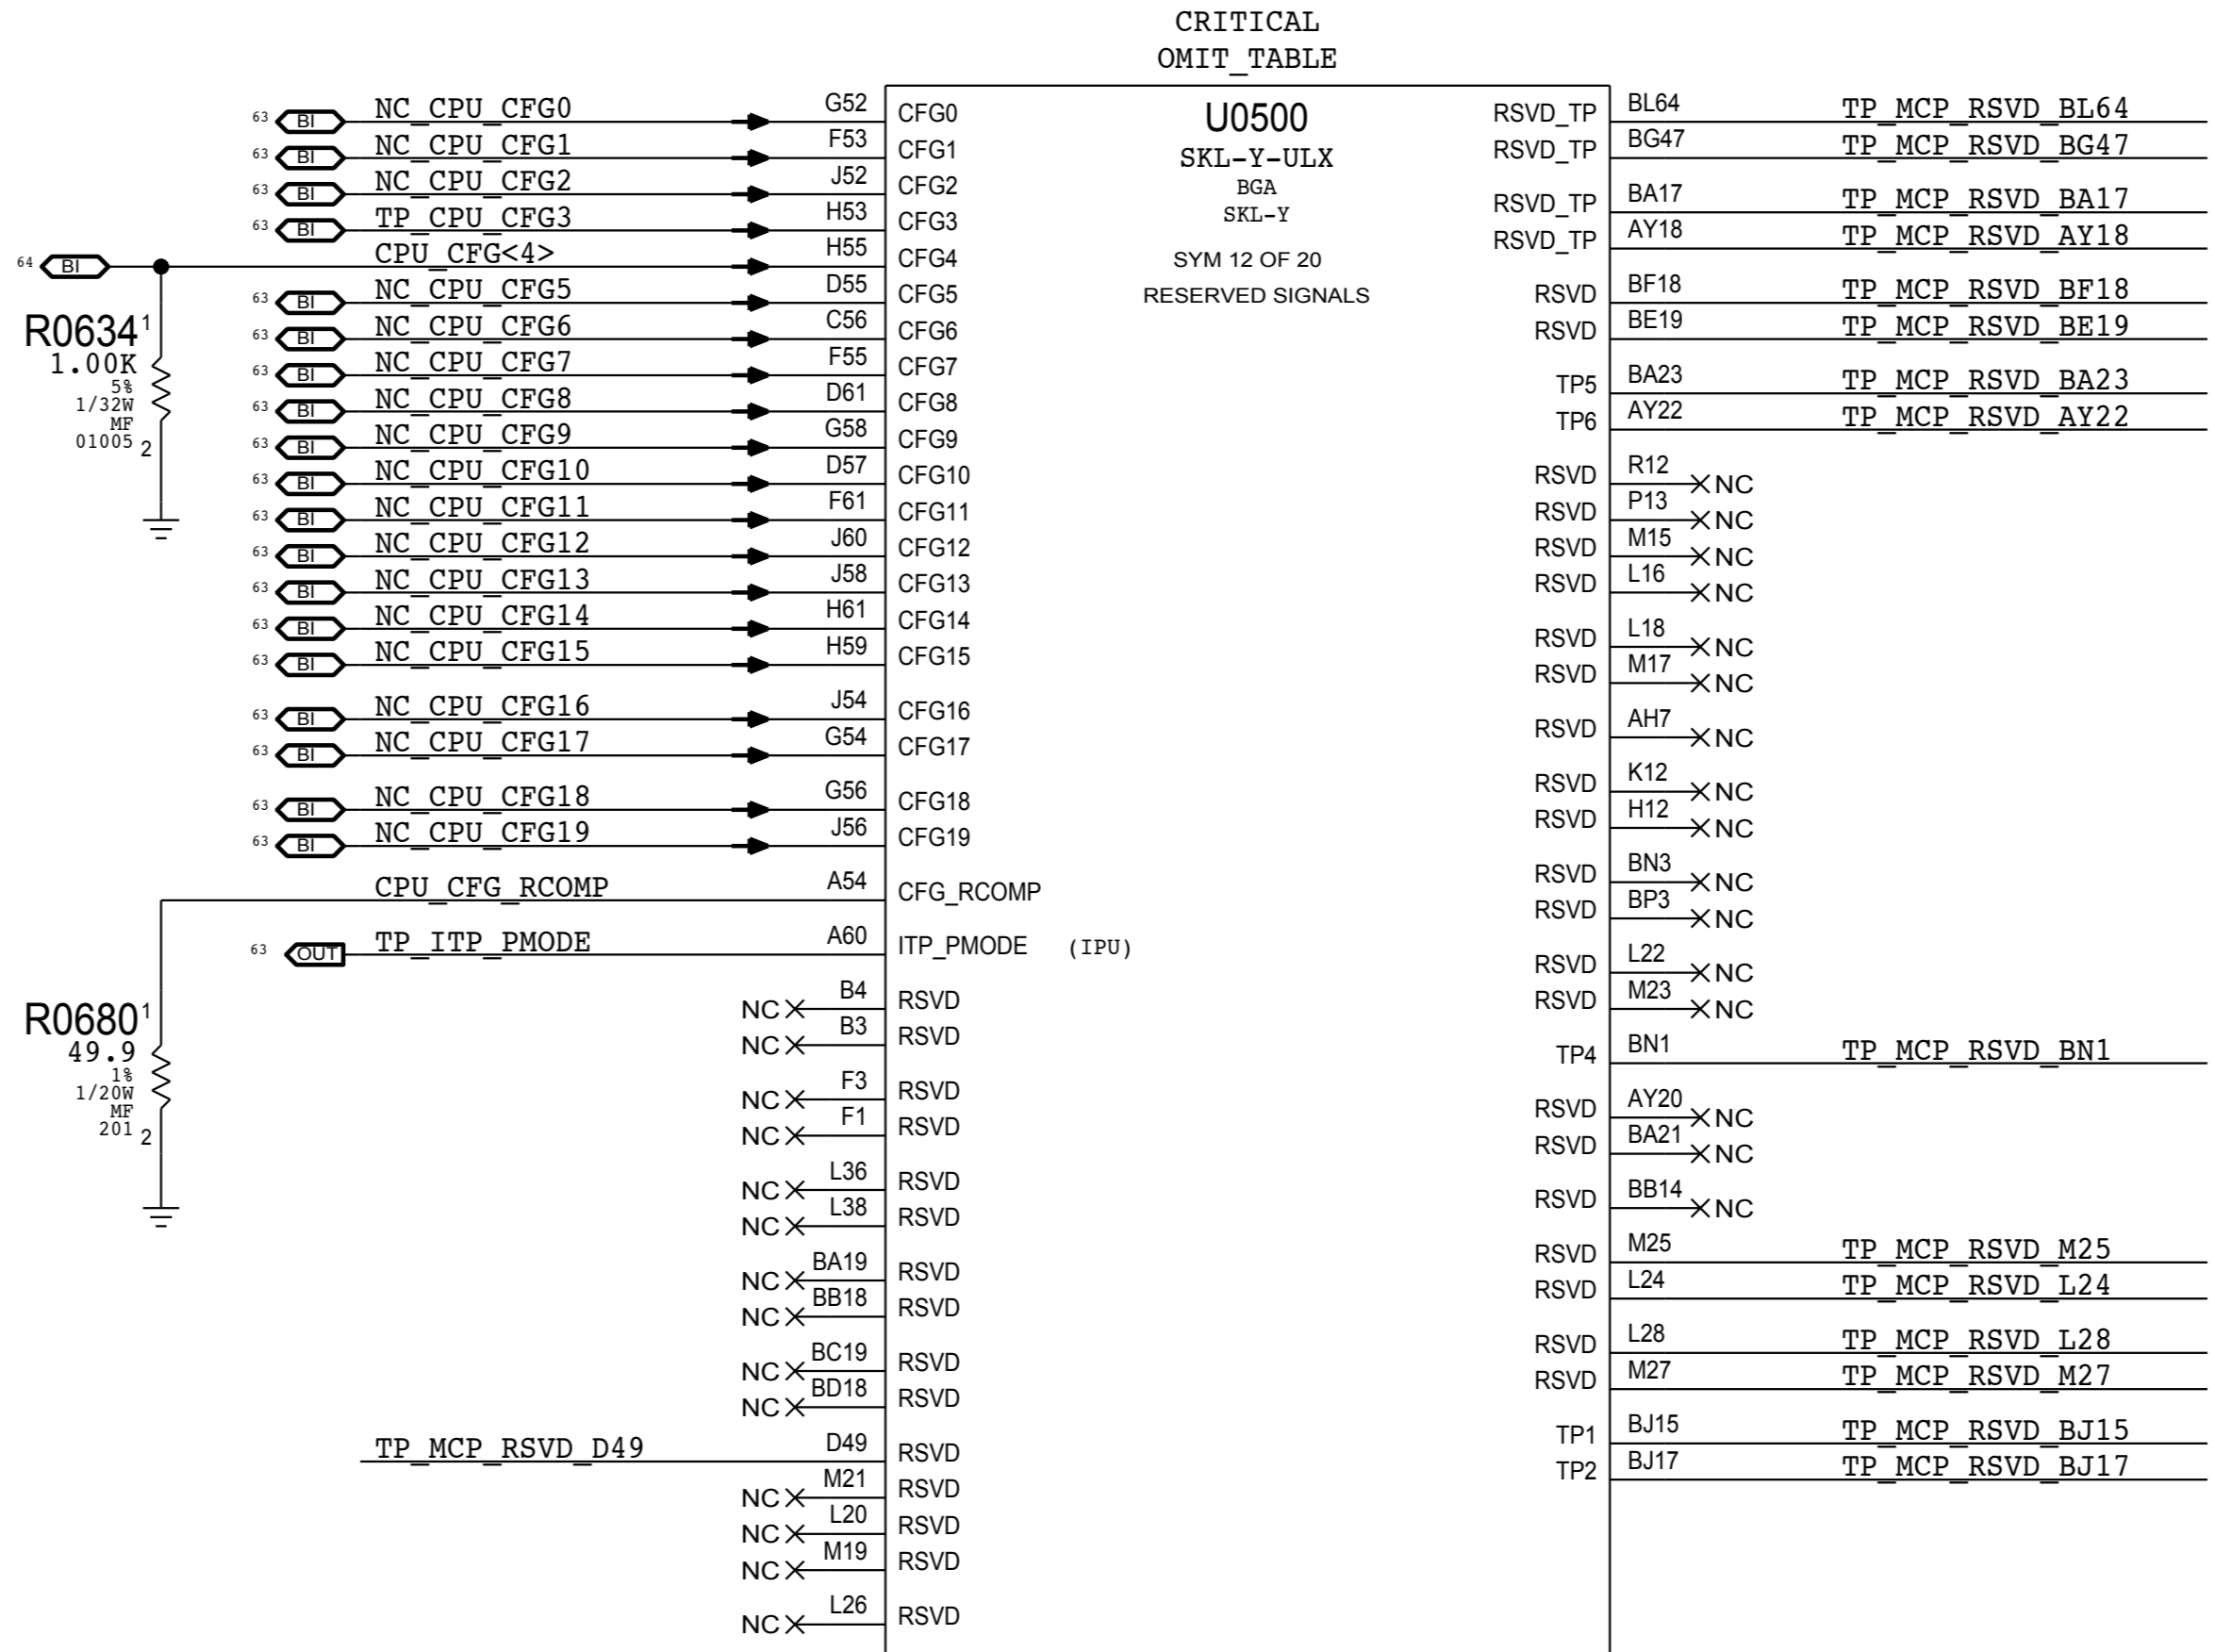 CRITICAL
OMIT_TABLE
U0500
SKL-Y-ULX
BGA
SKL-Y
SYM 12 OF 20
RESERVED SIGNALS
63 BI NC_CPU_CFG0 G52 CFG0
63 BI NC_CPU_CFG1 F53 CFG1
63 BI NC_CPU_CFG2 J52 CFG2
63 BI TP_CPU_CFG3 H53 CFG3
64 BI CPU_CFG<4> H55 CFG4
63 BI NC_CPU_CFG5 D55 CFG5
63 BI NC_CPU_CFG6 C56 CFG6
63 BI NC_CPU_CFG7 F55 CFG7
63 BI NC_CPU_CFG8 D61 CFG8
63 BI NC_CPU_CFG9 G58 CFG9
63 BI NC_CPU_CFG10 D57 CFG10
63 BI NC_CPU_CFG11 F61 CFG11
63 BI NC_CPU_CFG12 J60 CFG12
63 BI NC_CPU_CFG13 J58 CFG13
63 BI NC_CPU_CFG14 H61 CFG14
63 BI NC_CPU_CFG15 H59 CFG15
63 BI NC_CPU_CFG16 J54 CFG16
63 BI NC_CPU_CFG17 G54 CFG17
63 BI NC_CPU_CFG18 G56 CFG18
63 BI NC_CPU_CFG19 J56 CFG19
CPU_CFG_RCOMP A54 CFG_RCOMP
63 OUT TP_ITP_PMODE A60 ITP_PMODE (IPU)
R0634 1
1.00K
5%
1/32W
MF
01005 2
R0680 1
49.9
1%
1/20W
MF
201 2
NC B4 RSVD
NC B3 RSVD
NC F3 RSVD
NC F1 RSVD
NC L36 RSVD
NC L38 RSVD
NC BA19 RSVD
NC BB18 RSVD
NC BC19 RSVD
NC BD18 RSVD
TP_MCP_RSVD_D49 D49 RSVD
NC M21 RSVD
NC L20 RSVD
NC M19 RSVD
NC L26 RSVD
RSVD_TP BL64 TP_MCP_RSVD_BL64
RSVD_TP BG47 TP_MCP_RSVD_BG47
RSVD_TP BA17 TP_MCP_RSVD_BA17
RSVD_TP AY18 TP_MCP_RSVD_AY18
RSVD BF18 TP_MCP_RSVD_BF18
RSVD BE19 TP_MCP_RSVD_BE19
TP5 BA23 TP_MCP_RSVD_BA23
TP6 AY22 TP_MCP_RSVD_AY22
RSVD R12 NC
RSVD P13 NC
RSVD M15 NC
RSVD L16 NC
RSVD L18 NC
RSVD M17 NC
RSVD AH7 NC
RSVD K12 NC
RSVD H12 NC
RSVD BN3 NC
RSVD BP3 NC
RSVD L22 NC
RSVD M23 NC
TP4 BN1 TP_MCP_RSVD_BN1
RSVD AY20 NC
RSVD BA21 NC
RSVD BB14 NC
RSVD M25 TP_MCP_RSVD_M25
RSVD L24 TP_MCP_RSVD_L24
RSVD L28 TP_MCP_RSVD_L28
RSVD M27 TP_MCP_RSVD_M27
TP1 BJ15 TP_MCP_RSVD_BJ15
TP2 BJ17 TP_MCP_RSVD_BJ17